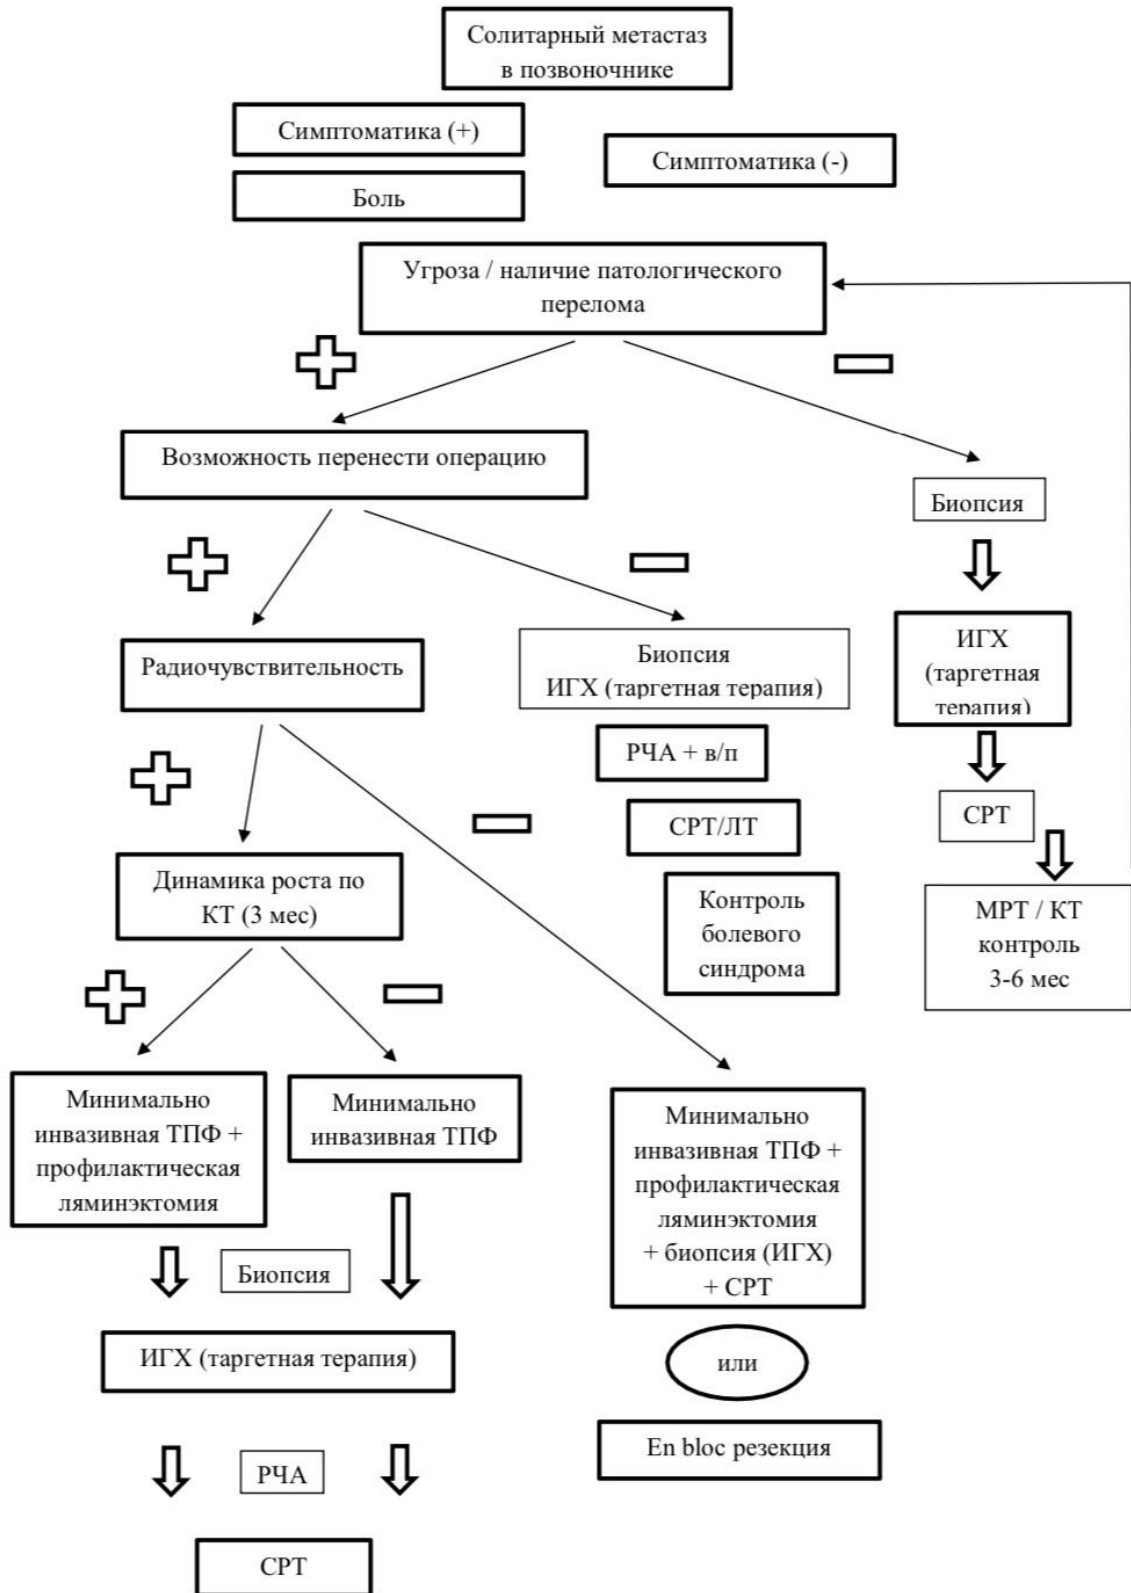 Солитарный метастаз
в позвоночнике
Симптоматика (+)
Симптоматика (-)
Боль
Угроза / наличие патологического
перелома
Возможность перенести операцию
Биопсия
Радиочувствительность
Биопсия
ИГХ (таргетная терапия)
ИГХ
(таргетная
терапия)
РЧА + в/п
СРТ/ЛТ
СРТ
Динамика роста по
КТ (3 мес)
Контроль
болевого
синдрома
МРТ / КТ
контроль
3-6 мес
Минимально
инвазивная ТПФ +
профилактическая
ляминэктомия
Минимально
инвазивная ТПФ
Минимально
инвазивная ТПФ +
профилактическая
ляминэктомия
+ биопсия (ИГХ)
+ СРТ
Биопсия
ИГХ (таргетная терапия)
или
En bloc резекция
РЧА
СРТ